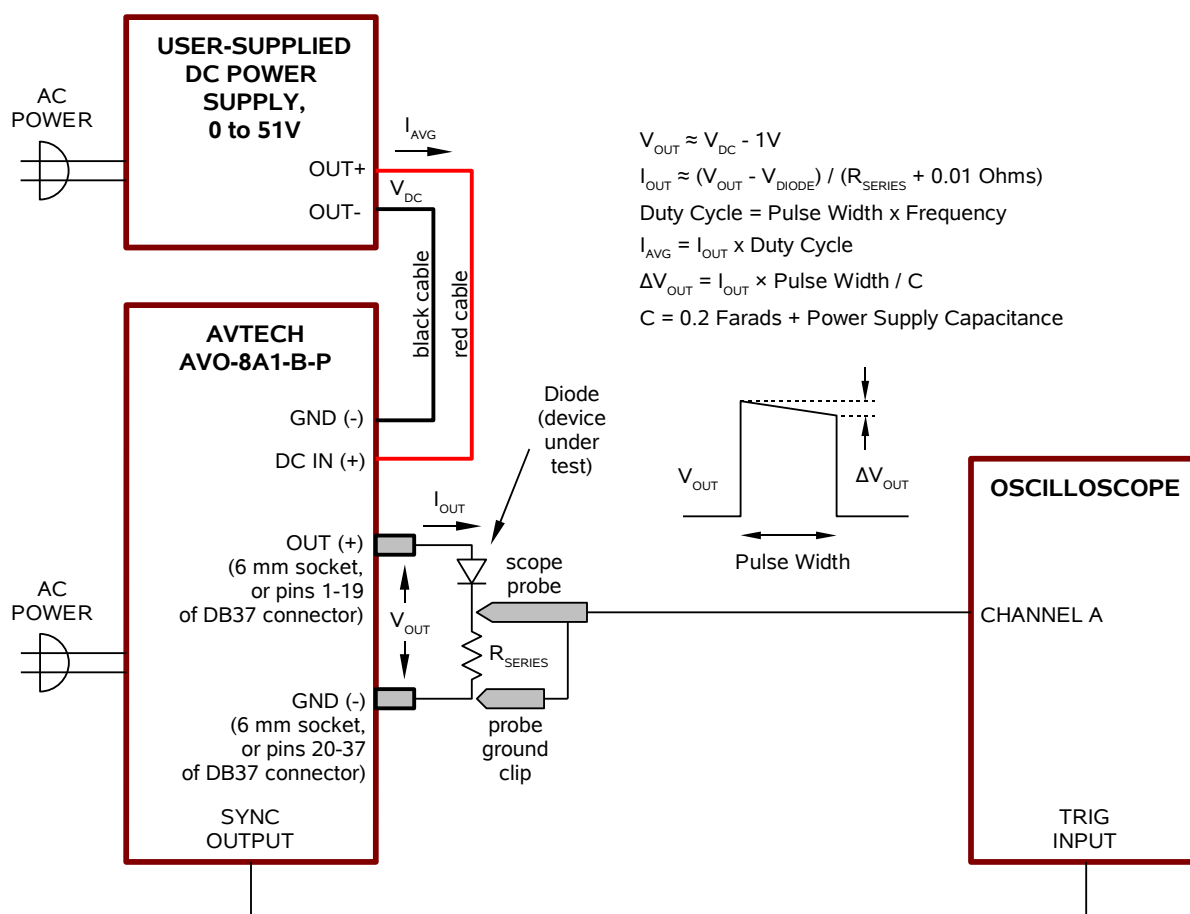 USER-SUPPLIED
DC POWER
SUPPLY,
0 to 51V
AC
POWER
I_AVG
OUT+
V_DC
OUT-
black cable
red cable
V_OUT ≈ V_DC - 1V
I_OUT ≈ (V_OUT - V_DIODE) / (R_SERIES + 0.01 Ohms)
Duty Cycle = Pulse Width x Frequency
I_AVG = I_OUT x Duty Cycle
ΔV_OUT = I_OUT × Pulse Width / C
C = 0.2 Farads + Power Supply Capacitance
AVTECH
AVO-8A1-B-P
GND (-)
DC IN (+)
Diode
(device
under
test)
V_OUT
ΔV_OUT
Pulse Width
OSCILLOSCOPE
I_OUT
OUT (+)
(6 mm socket,
or pins 1-19
of DB37 connector)
scope
probe
V_OUT
R_SERIES
CHANNEL A
AC
POWER
GND (-)
(6 mm socket,
or pins 20-37
of DB37 connector)
probe
ground
clip
SYNC
OUTPUT
TRIG
INPUT